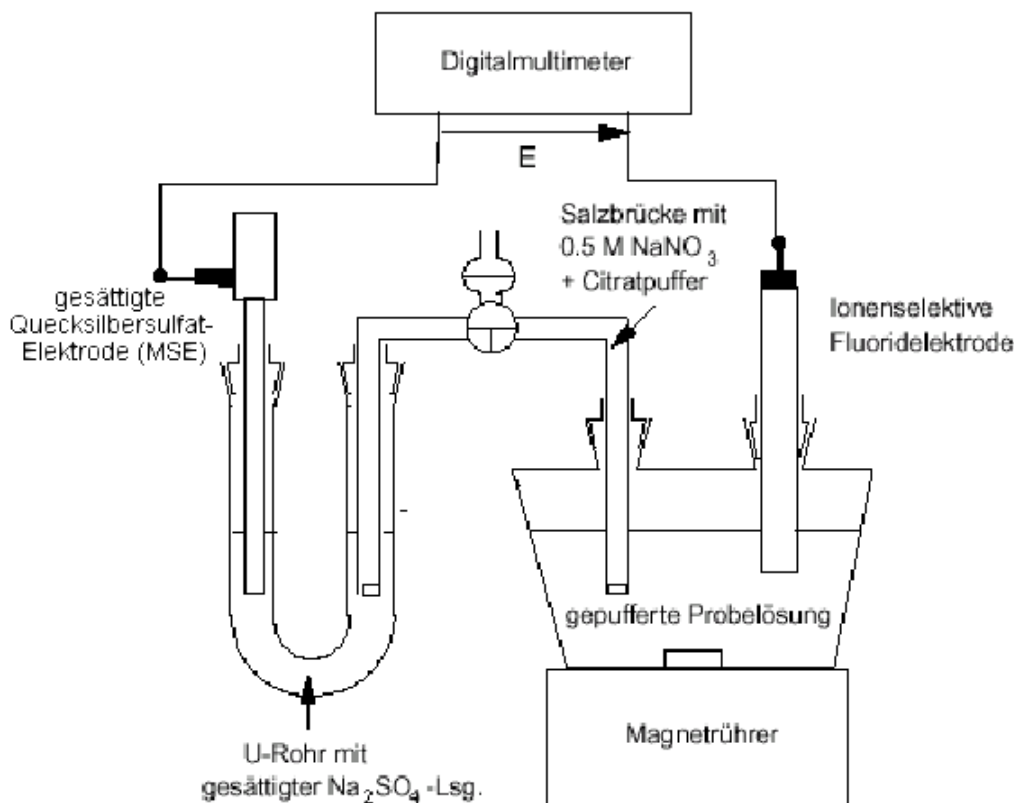 Digitalmultimeter
E
Salzbrücke mit
0.5 M NaNO3
+ Citratpuffer
gesättigte
Quecksilbersulfat-
Elektrode (MSE)
Ionenselektive
Fluoridelektrode
gepufferte Probelösung
U-Rohr mit
gesättigter Na2SO4-Lsg.
Magnetrührer